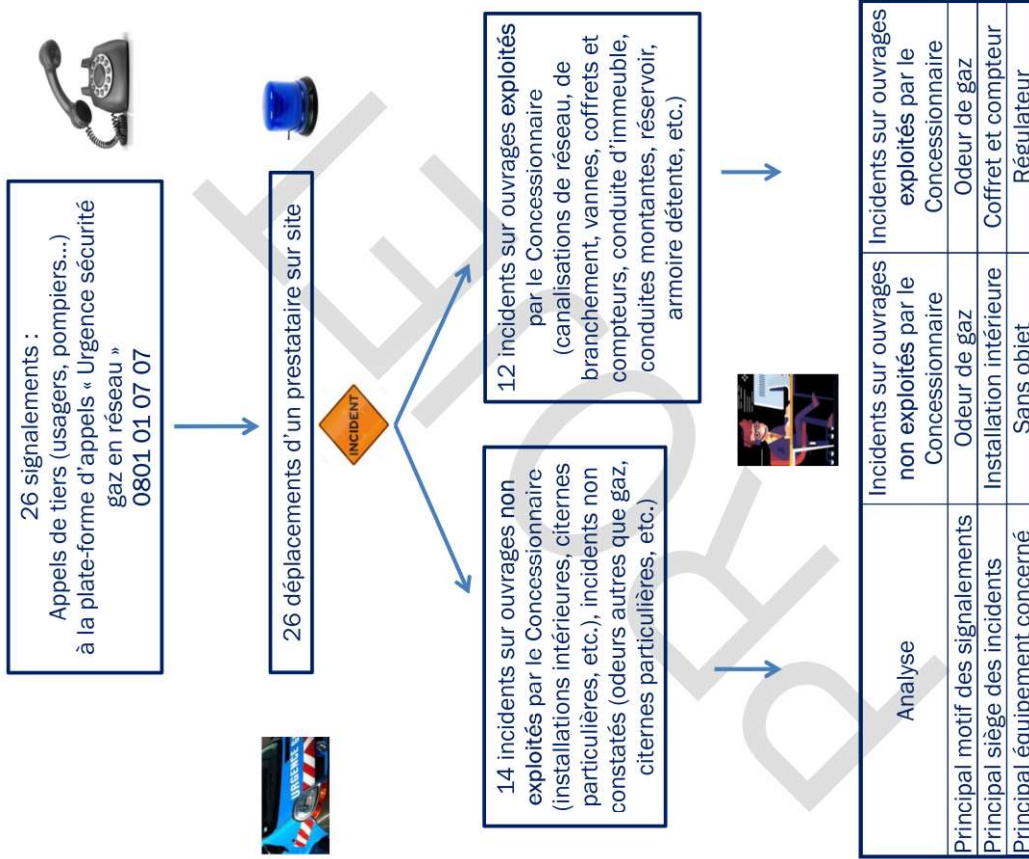 26 signalements :
Appels de tiers (usagers, pompiers...)
à la plate-forme d'appels « Urgence sécurité
gaz en réseau »
0801 01 07 07
26 déplacements d'un prestataire sur site
URGENCE
INCIDENT
14 incidents sur ouvrages non
exploités par le Concessionnaire
(installations intérieures, citernes
particulières, etc.), incidents non
constatés (odeurs autres que gaz,
citernes particulières, etc.)
12 incidents sur ouvrages exploités
par le Concessionnaire
(canalisations de réseau, de
branchement, vannes, coffrets et
compteurs, conduite d'immeuble,
conduites montantes, réservoir,
armoire détente, etc.)
Analyse
Incidents sur ouvrages
non exploités par le
Concessionnaire
Incidents sur ouvrages
exploités par le
Concessionnaire
Principal motif des signalements
Odeur de gaz
Odeur de gaz
Principal siège des incidents
Installation intérieure
Coffret et compteur
Principal équipement concerné
Sans objet
Régulateur